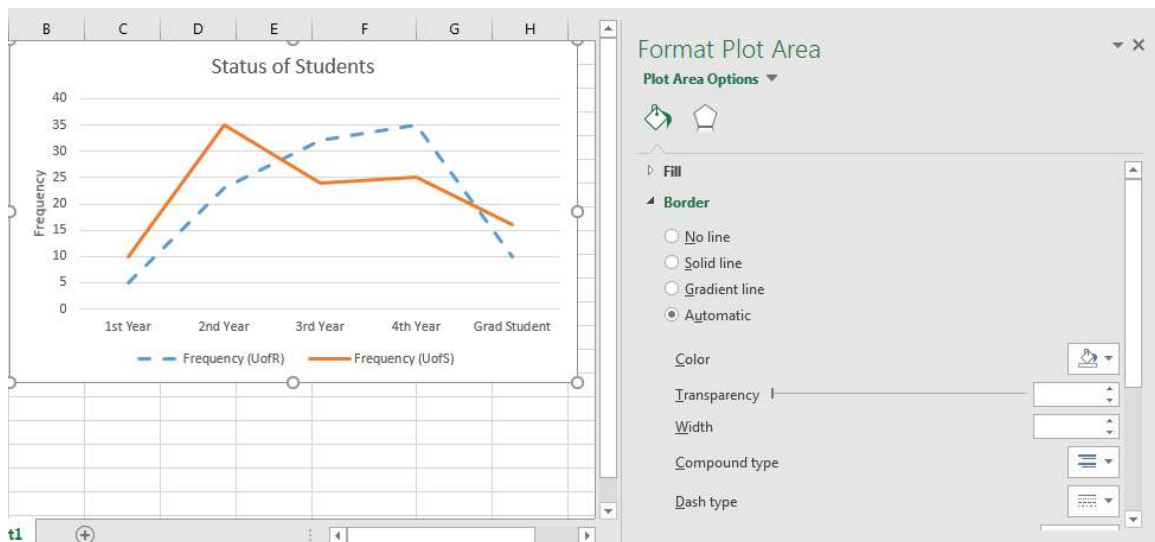 B C D E F G H
Status of Students
40
35
30
25
20
15
10
5
0
Frequency
1st Year 2nd Year 3rd Year 4th Year Grad Student
Frequency (UofR) Frequency (UofS)
t1
Format Plot Area
Plot Area Options
Fill
Border
No line
Solid line
Gradient line
Automatic
Color
Transparency
Width
Compound type
Dash type